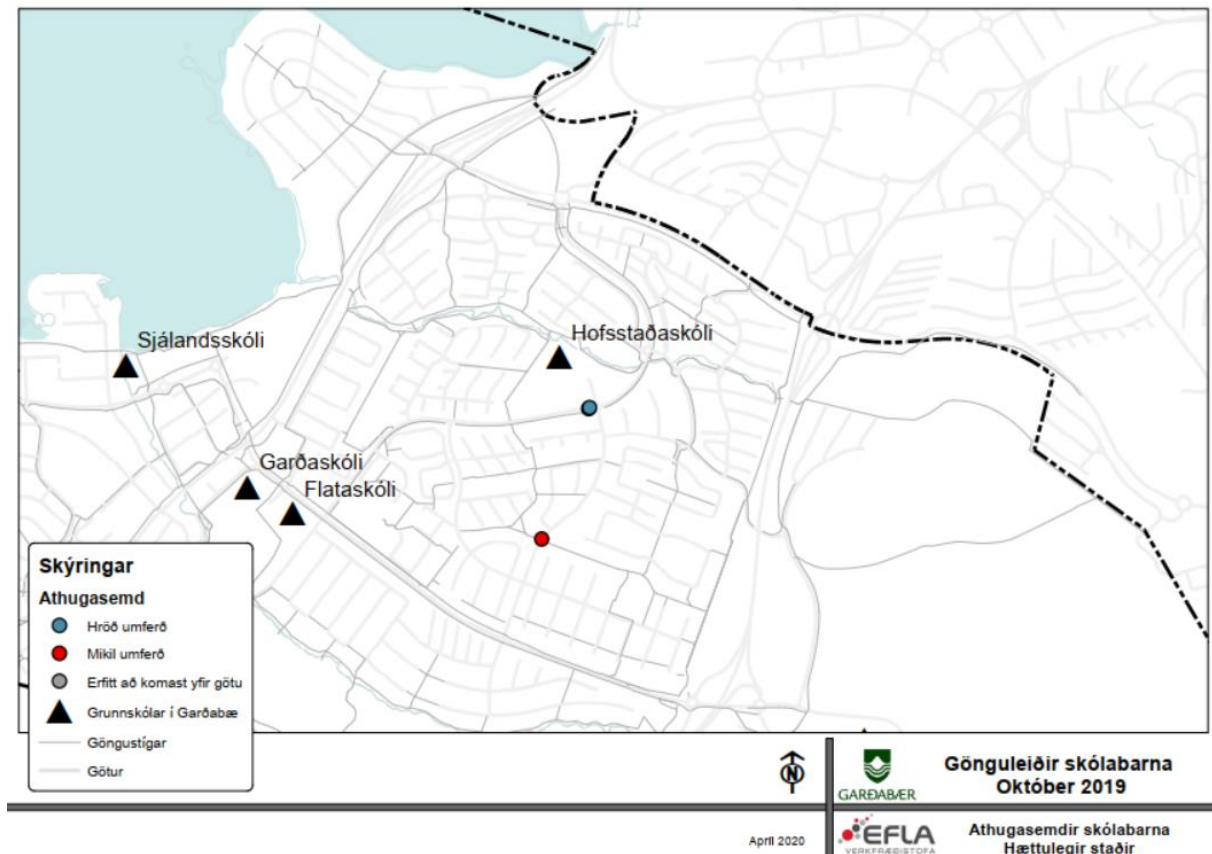 Hofsstaðaskóli
Sjálandsskóli
Garðaskóli
Flataskóli
Skýringar
Athugasemd
Hröð umferð
Mikil umferð
Erfitt að komast yfir götu
Grunnskólar í Garðabæ
Göngustígar
Götur
N
GARÐABÆR
Gönguleiðir skólabarna
Október 2019
Apríl 2020
EFLA
VERKFRÆÐISTOFA
Athugasemdir skólabarna
Hættulegir staðir